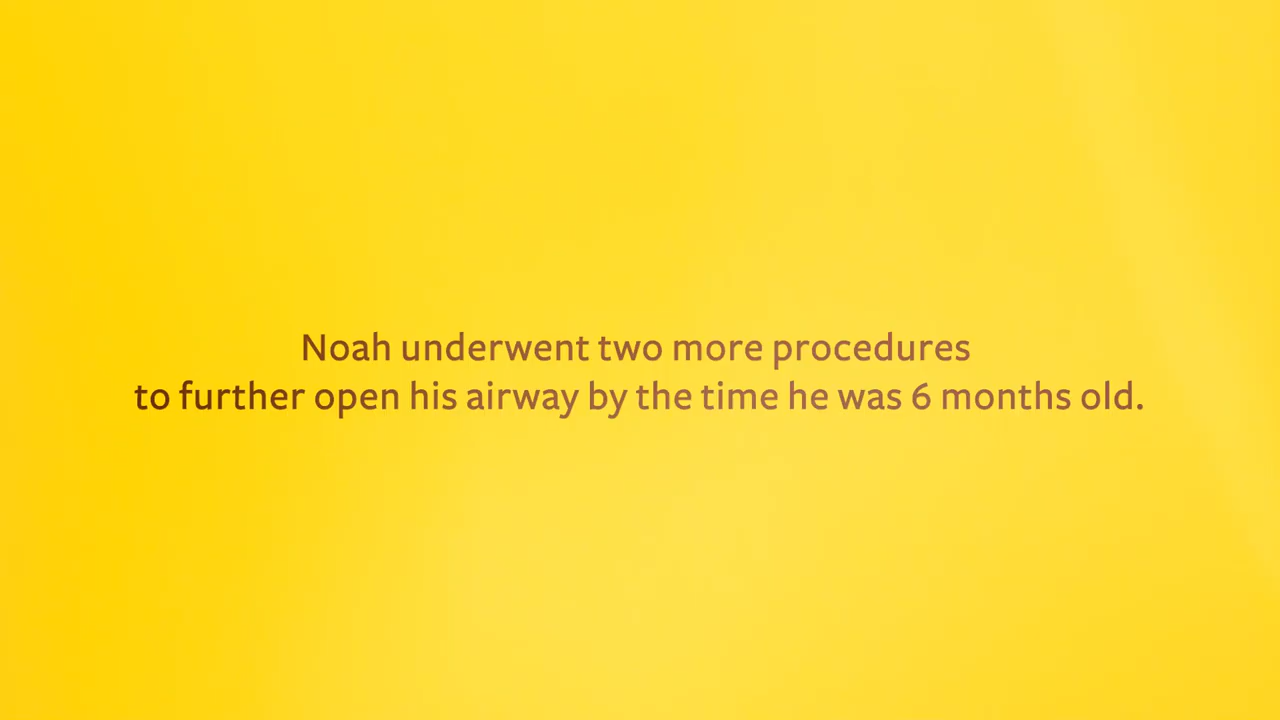 Noah underwent two more procedures
to further open his airway by the time he was 6 months old.